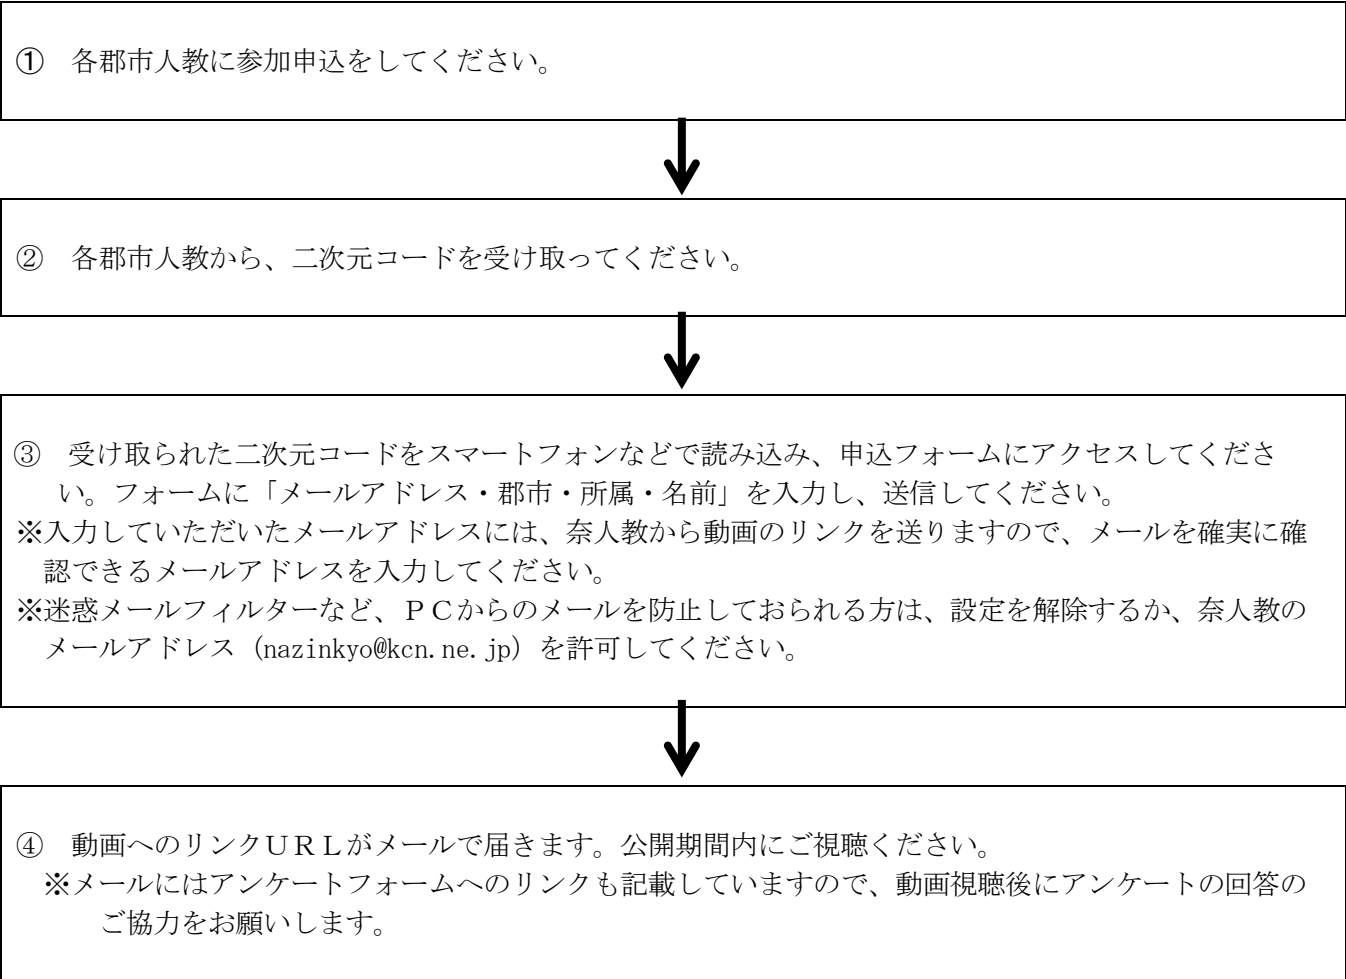 ①　各郡市人教に参加申込をしてください。
②　各郡市人教から、二次元コードを受け取ってください。
③　受け取られた二次元コードをスマートフォンなどで読み込み、申込フォームにアクセスしてくださ
い。フォームに「メールアドレス・郡市・所属・名前」を入力し、送信してください。
※入力していただいたメールアドレスには、奈人教から動画のリンクを送りますので、メールを確実に確
認できるメールアドレスを入力してください。
※迷惑メールフィルターなど、ＰＣからのメールを防止しておられる方は、設定を解除するか、奈人教の
メールアドレス（nazinkyo@kcn.ne.jp）を許可してください。
④　動画へのリンクＵＲＬがメールで届きます。公開期間内にご視聴ください。
※メールにはアンケートフォームへのリンクも記載していますので、動画視聴後にアンケートの回答の
ご協力をお願いします。